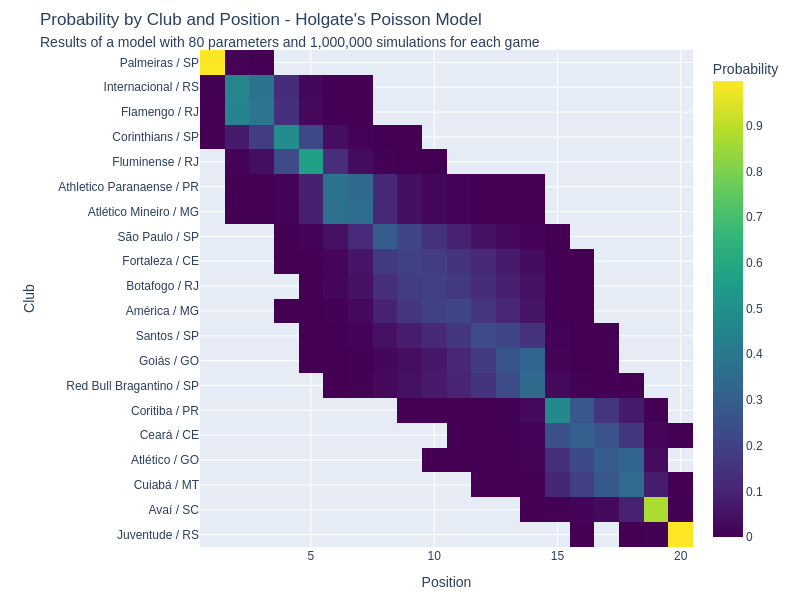 Probability by Club and Position - Holgate's Poisson Model
Results of a model with 80 parameters and 1,000,000 simulations for each game
Probability
Palmeiras / SP
Internacional / RS
Flamengo / RJ
Corinthians / SP
Fluminense / RJ
Athletico Paranaense / PR
Atlético Mineiro / MG
São Paulo / SP
Fortaleza / CE
Botafogo / RJ
América / MG
Santos / SP
Goiás / GO
Red Bull Bragantino / SP
Coritiba / PR
Ceará / CE
Atlético / GO
Cuiabá / MT
Avaí / SC
Juventude / RS
Club
0.9
0.8
0.7
0.6
0.5
0.4
0.3
0.2
0.1
0
5 10 15 20
Position